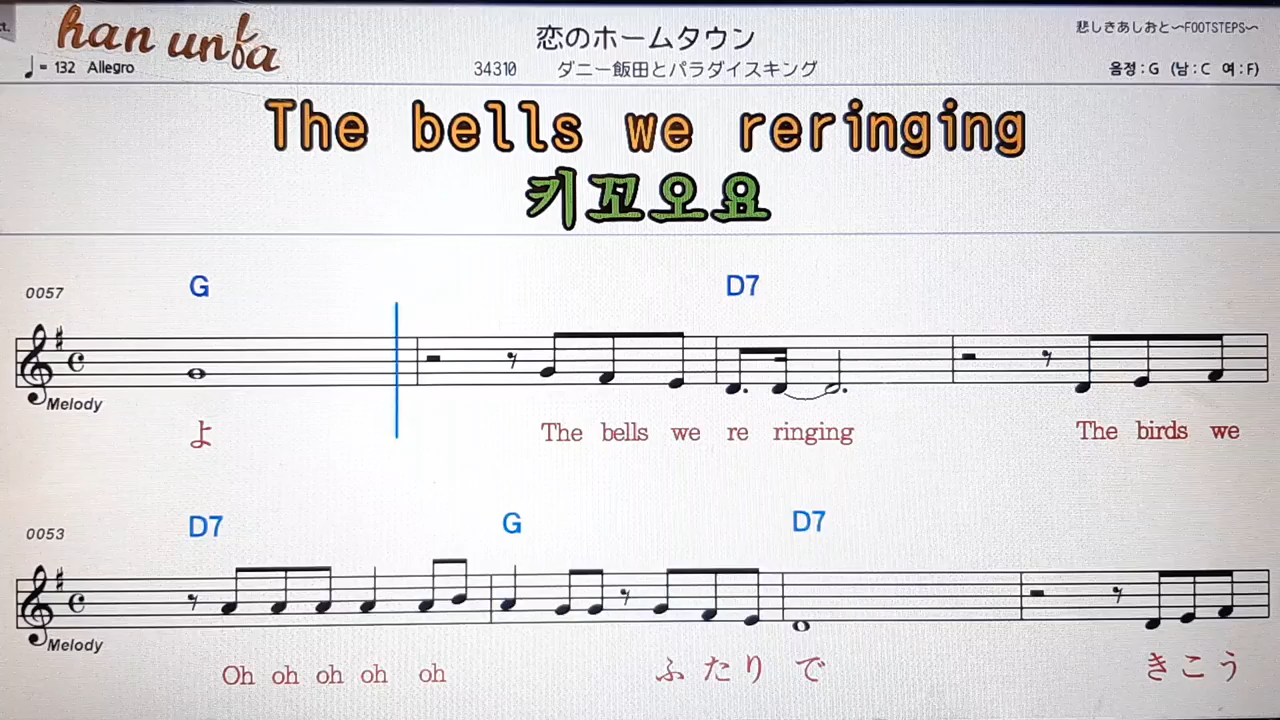 ct.
han unfa
恋のホームタウン
悲しきあしおと〜FOOTSTEPS〜
♩= 132 Allegro
34310 ダニー飯田とパラダイスキング
음정 : G (남 : C 여 : F)
The bells we reringing
키꼬오요
0057 G D7
Melody
よ The bells we re ringing The birds we
0053 D7 G D7
Melody
Oh oh oh oh oh ふ た り で き こ う